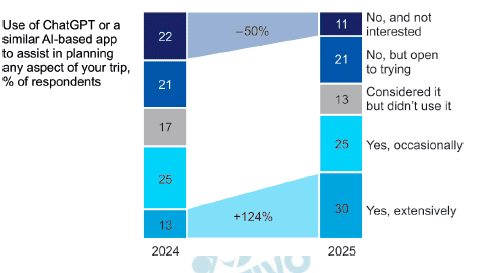 Use of ChatGPT or a
similar AI-based app
to assist in planning
any aspect of your trip,
% of respondents
22
21
17
25
13
2024
–50%
+124%
11
21
13
25
30
2025
No, and not
interested
No, but open
to trying
Considered it
but didn't use it
Yes, occasionally
Yes, extensively